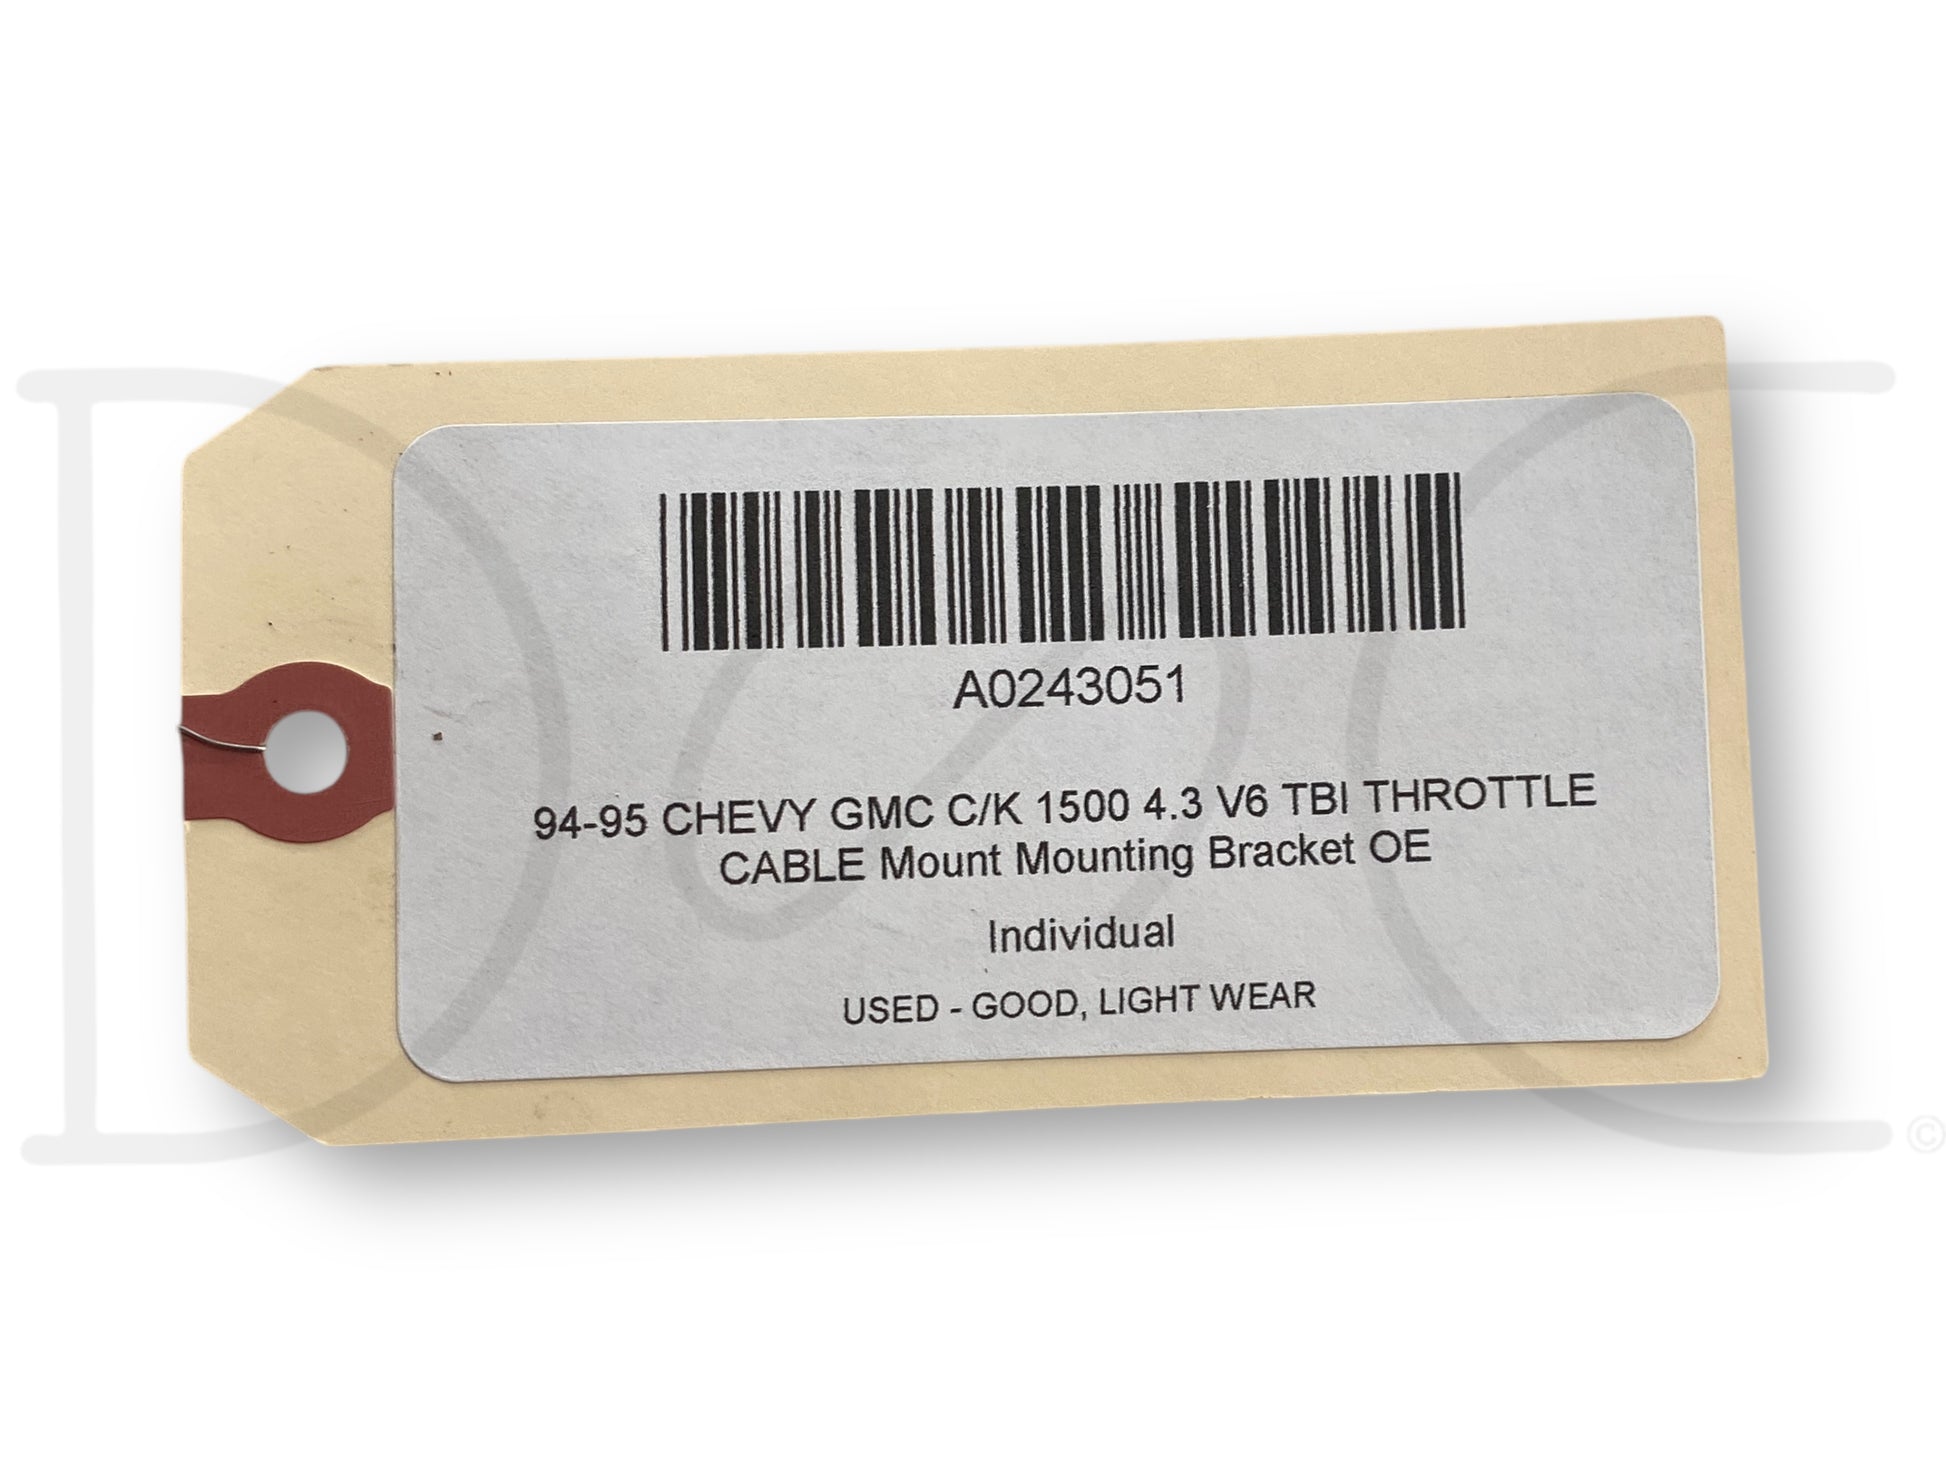 A0243051
94-95 CHEVY GMC C/K 1500 4.3 V6 TBI THROTTLE
CABLE Mount Mounting Bracket OE
Individual
USED - GOOD, LIGHT WEAR
©